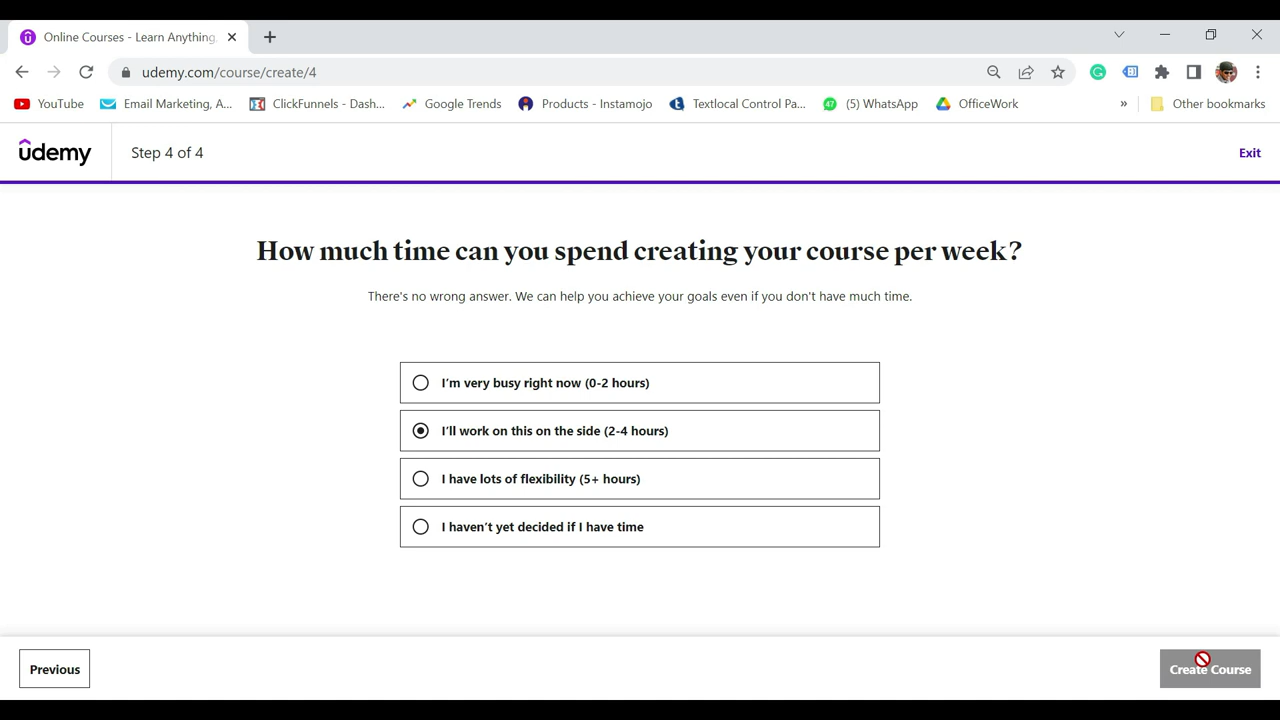 Online Courses - Learn Anything,
udemy.com/course/create/4
YouTube
Email Marketing, A...
ClickFunnels - Dash...
Google Trends
Products - Instamojo
Textlocal Control Pa...
47
(5) WhatsApp
OfficeWork
»
Other bookmarks
udemy
Step 4 of 4
Exit
How much time can you spend creating your course per week?
There's no wrong answer. We can help you achieve your goals even if you don't have much time.
I'm very busy right now (0-2 hours)
I'll work on this on the side (2-4 hours)
I have lots of flexibility (5+ hours)
I haven't yet decided if I have time
Previous
Create Course